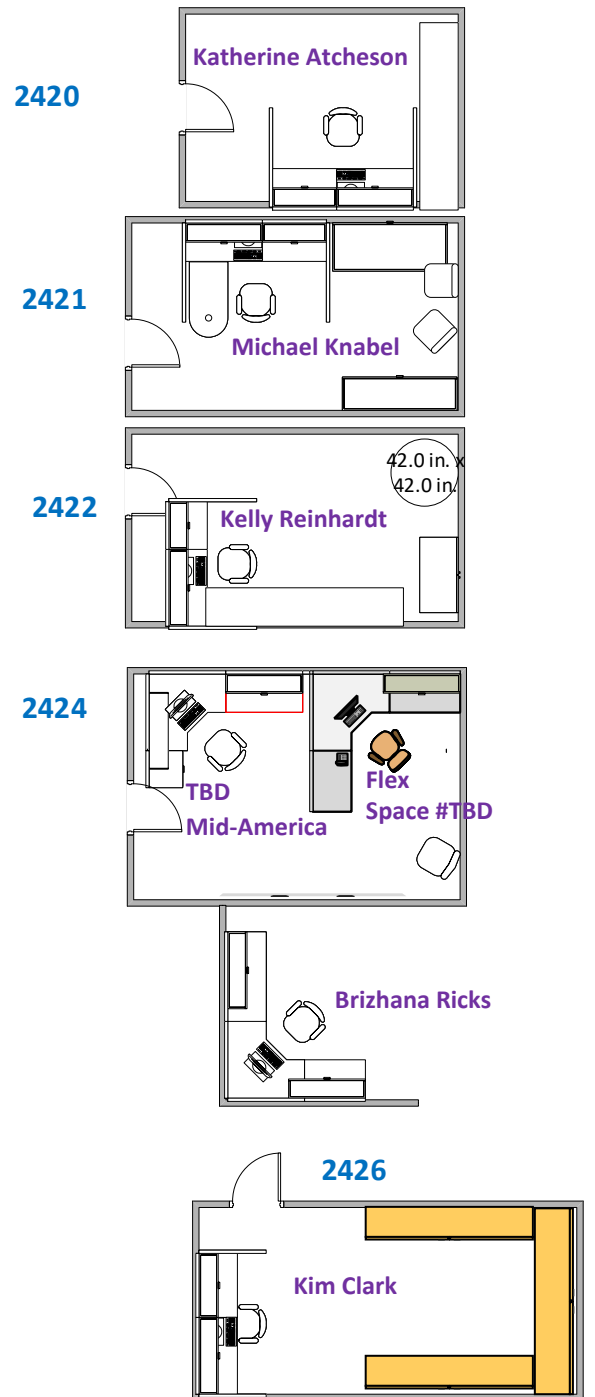 Katherine Atcheson
2420
2421
Michael Knabel
42.0 in. x
42.0 in.
2422
Kelly Reinhardt
2424
TBD
Mid-America
Flex
Space #TBD
Brizhana Ricks
2426
Kim Clark